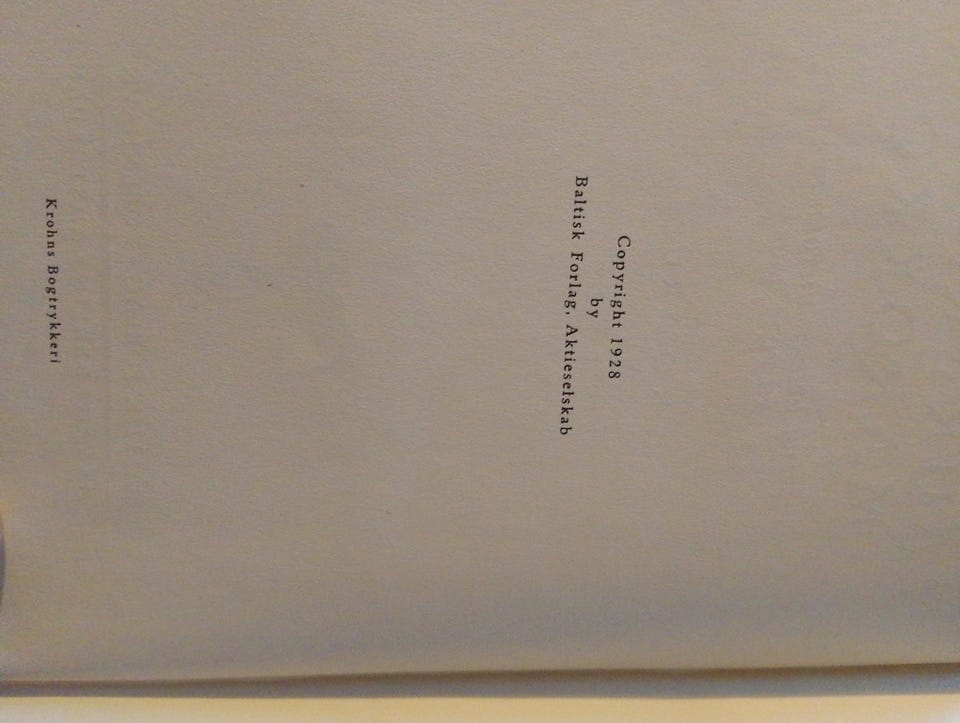 Copyright 1928
by
Baltisk Forlag, Aktieselskab
Krohns Bogtrykkeri